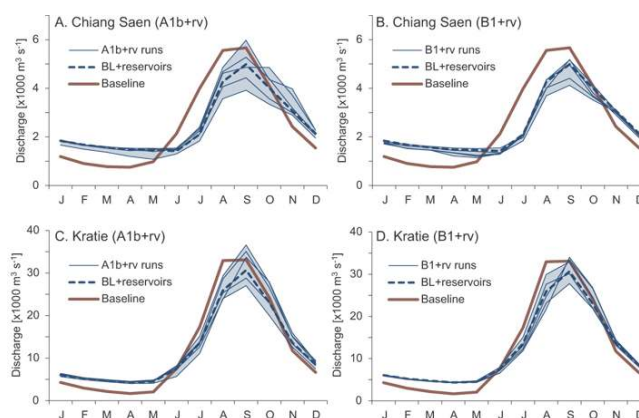 A. Chiang Saen (A1b+rv)
A1b+rv runs
BL+reservoirs
Baseline
Discharge [x1000 m³ s⁻¹]
6
4
2
0
J F M A M J J A S O N D
B. Chiang Saen (B1+rv)
B1+rv runs
BL+reservoirs
Baseline
Discharge [x1000 m³ s⁻¹]
6
4
2
0
J F M A M J J A S O N D
C. Kratie (A1b+rv)
A1b+rv runs
BL+reservoirs
Baseline
Discharge [x1000 m³ s⁻¹]
40
30
20
10
0
J F M A M J J A S O N D
D. Kratie (B1+rv)
B1+rv runs
BL+reservoirs
Baseline
Discharge [x1000 m³ s⁻¹]
40
30
20
10
0
J F M A M J J A S O N D